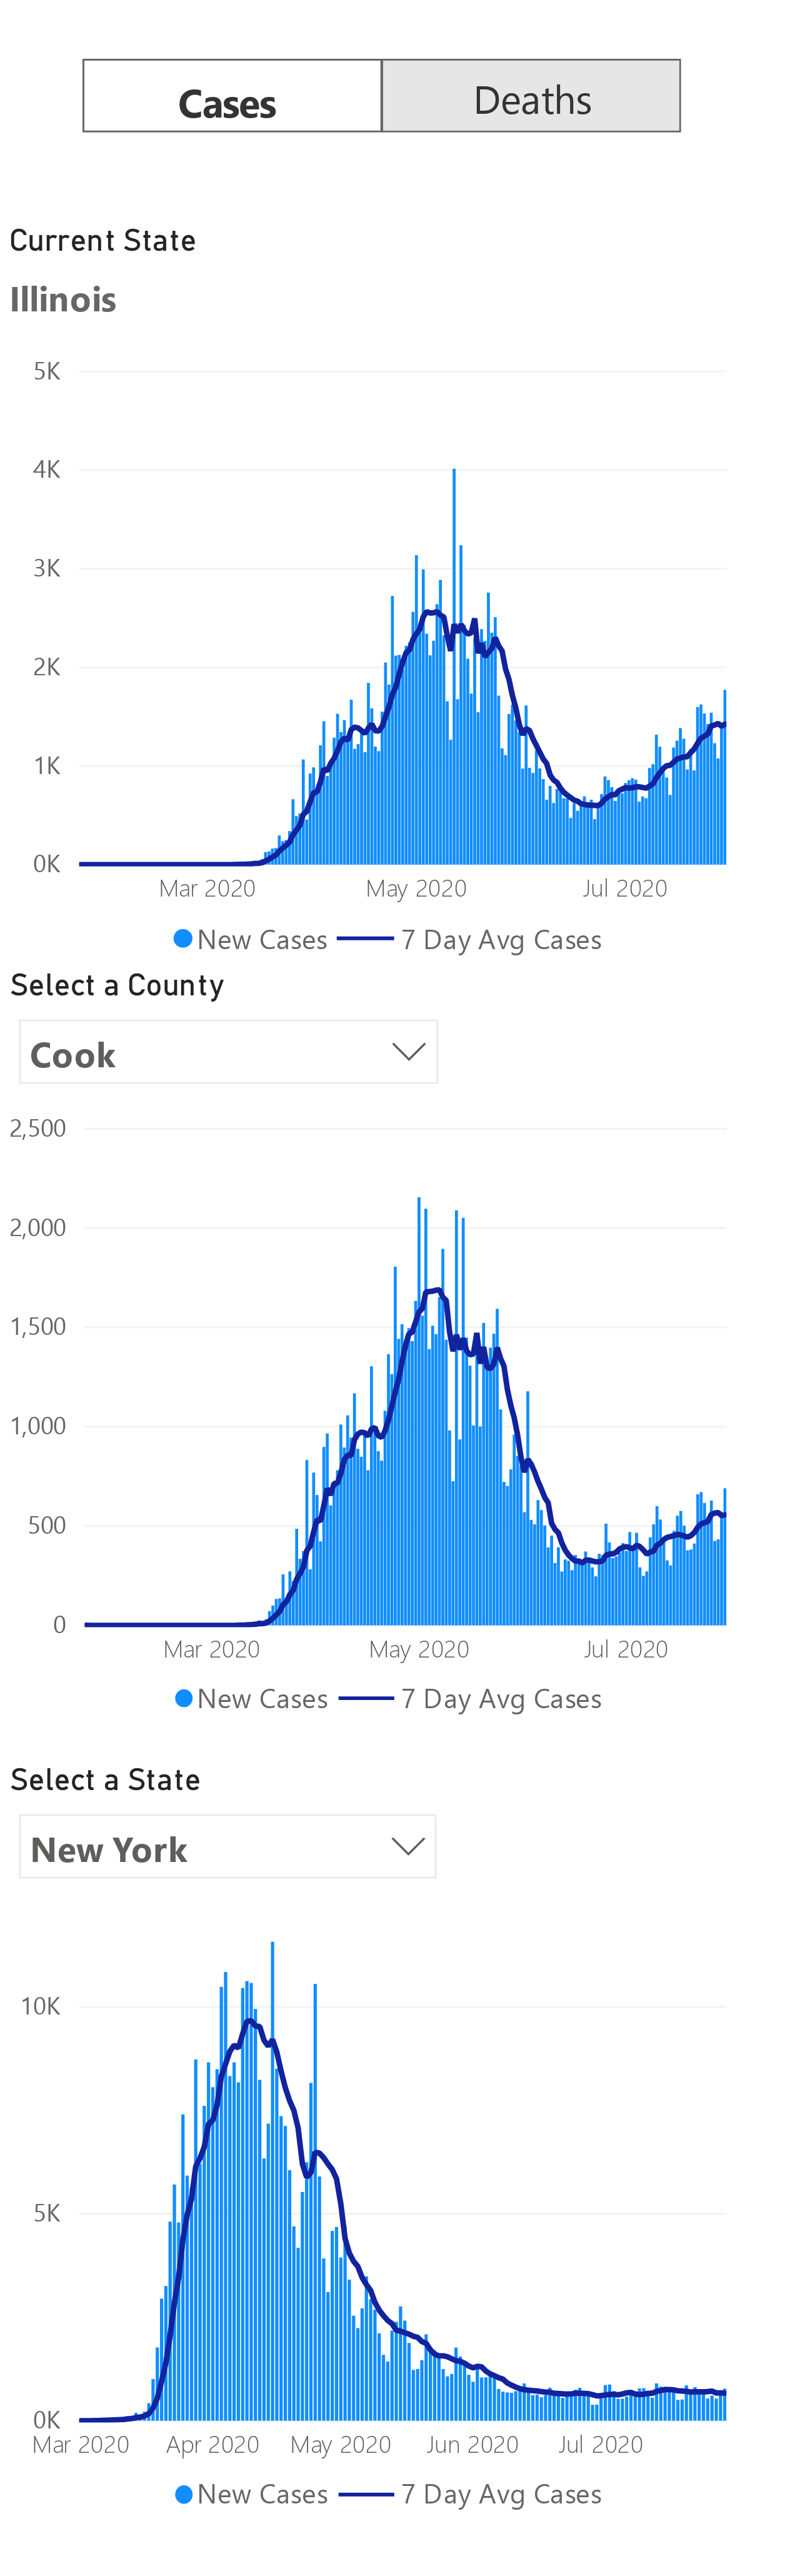 Cases Deaths
Current State
Illinois
5K
4K
3K
2K
1K
0K
Mar 2020 May 2020 Jul 2020
New Cases 7 Day Avg Cases
Select a County
Cook
2,500
2,000
1,500
1,000
500
0
Mar 2020 May 2020 Jul 2020
New Cases 7 Day Avg Cases
Select a State
New York
10K
5K
0K
Mar 2020 Apr 2020 May 2020 Jun 2020 Jul 2020
New Cases 7 Day Avg Cases